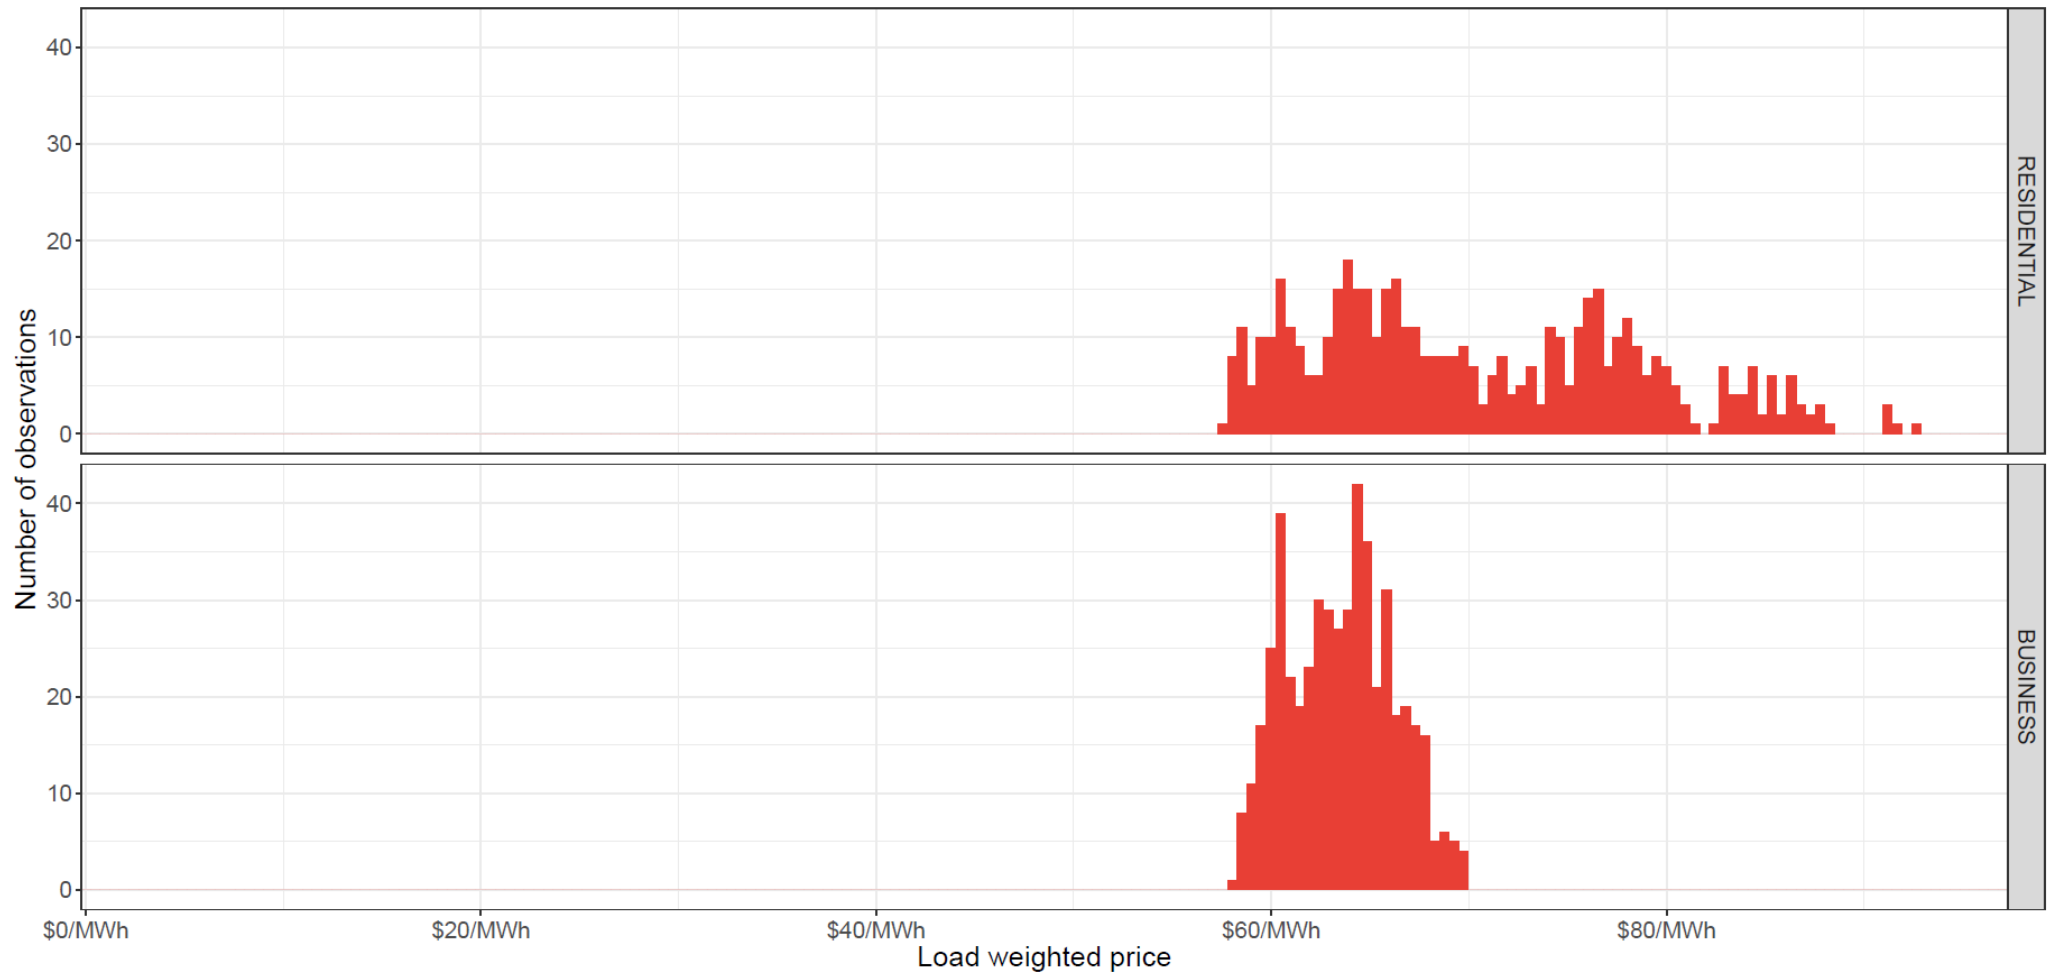 40
30
20
10
0
RESIDENTIAL
Number of observations
40
30
20
10
0
BUSINESS
$0/MWh $20/MWh $40/MWh $60/MWh $80/MWh
Load weighted price